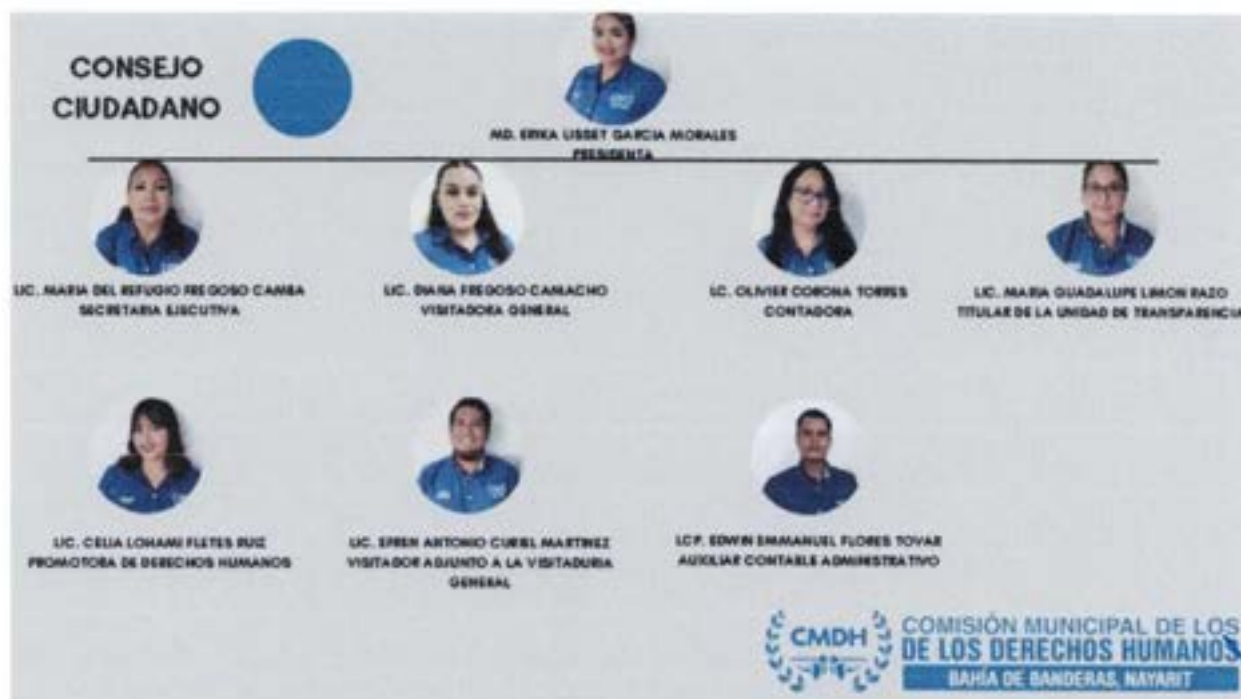 CONSEJO
CIUDADANO
MD. ERIKA LISSET GARCIA MORALES
PRESIDENTA
LIC. MARIA DEL REFUGIO FREGOSO CAMBA
SECRETARIA EJECUTIVA
LIC. DIANA FREGOSO CAMACHO
VISITADORA GENERAL
LC. OLIVIER CORONA TORRES
CONTADORA
LIC. MARIA GUADALUPE LIMON RAZO
TITULAR DE LA UNIDAD DE TRANSPARENCIA
LIC. CELIA LOHAMI FLETES RUIZ
PROMOTORA DE DERECHOS HUMANOS
LIC. EFREN ANTONIO CURIEL MARTINEZ
VISITADOR ADJUNTO A LA VISITADURIA
GENERAL
LCP. EDWIN EMMANUEL FLORES TOVAR
AUXILIAR CONTABLE ADMINISTRATIVO
CMDH
COMISIÓN MUNICIPAL DE LOS
DE LOS DERECHOS HUMANOS
BAHÍA DE BANDERAS, NAYARIT